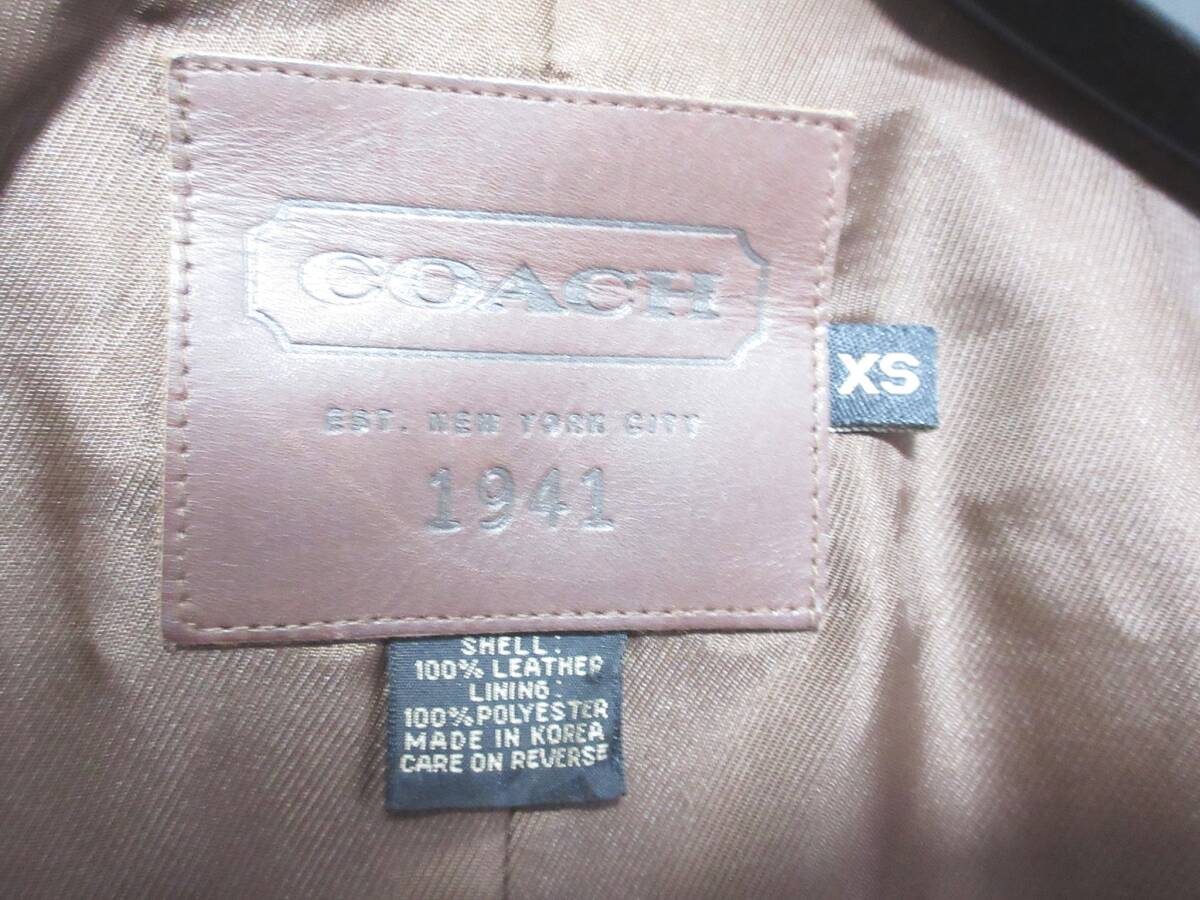 COACH
EST. NEW YORK CITY
1941
XS
SHELL:
100% LEATHER
LINING:
100% POLYESTER
MADE IN KOREA
CARE ON REVERSE